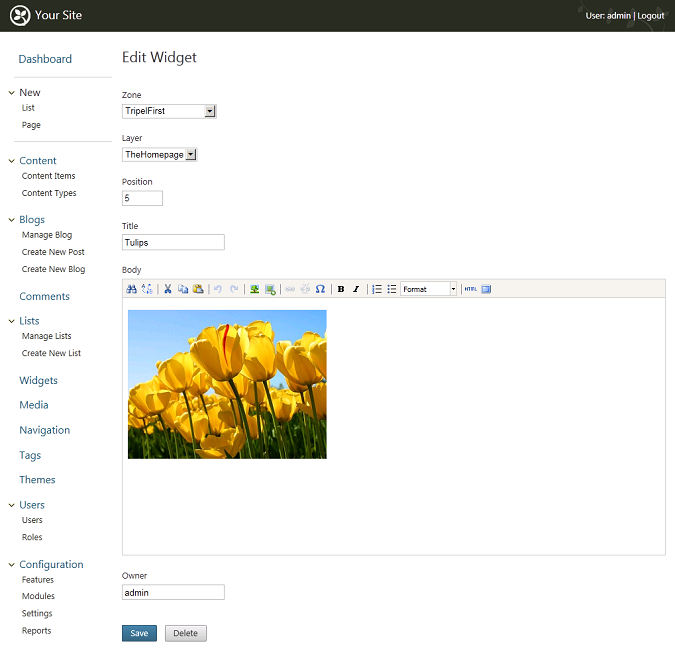 Your Site
User: admin | Logout
Dashboard
New
List
Page
Content
Content Items
Content Types
Blogs
Manage Blog
Create New Post
Create New Blog
Comments
Lists
Manage Lists
Create New List
Widgets
Media
Navigation
Tags
Themes
Users
Users
Roles
Configuration
Features
Modules
Settings
Reports
Edit Widget
Zone
TripelFirst
Layer
TheHomepage
Position
5
Title
Tulips
Body
B I Format HTML
Owner
admin
Save Delete